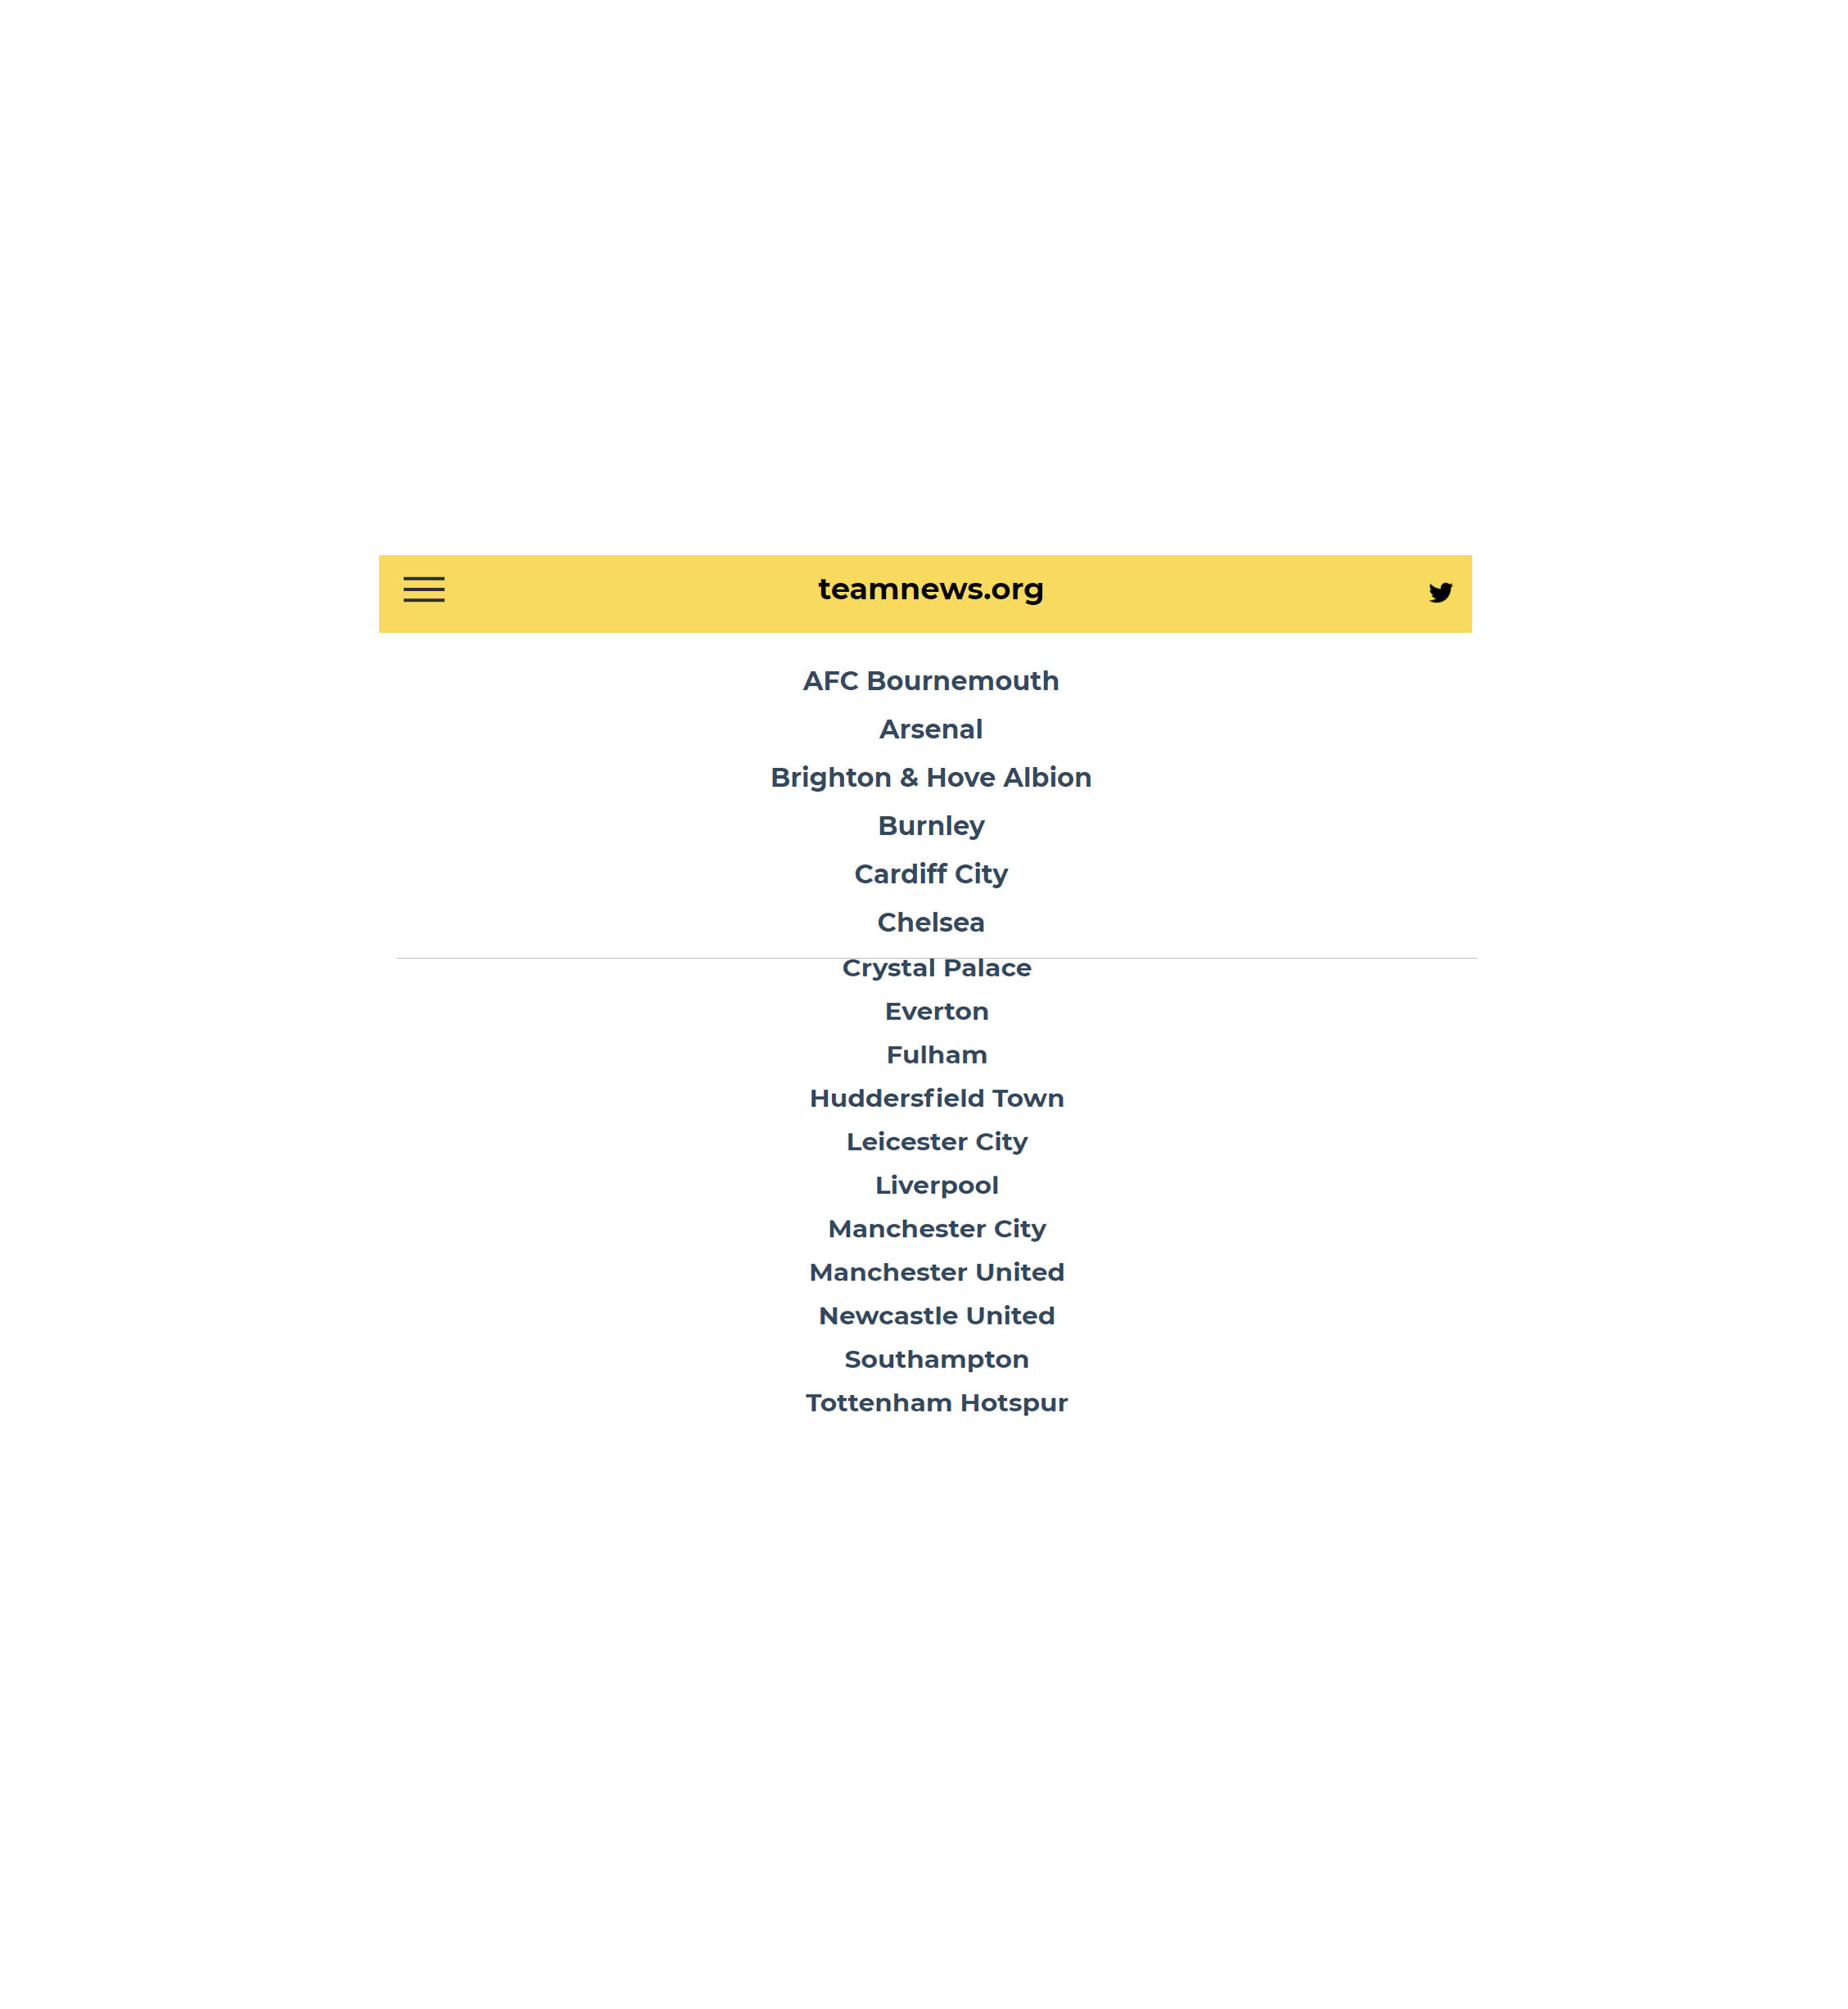 teamnews.org
AFC Bournemouth
Arsenal
Brighton & Hove Albion
Burnley
Cardiff City
Chelsea
Crystal Palace
Everton
Fulham
Huddersfield Town
Leicester City
Liverpool
Manchester City
Manchester United
Newcastle United
Southampton
Tottenham Hotspur